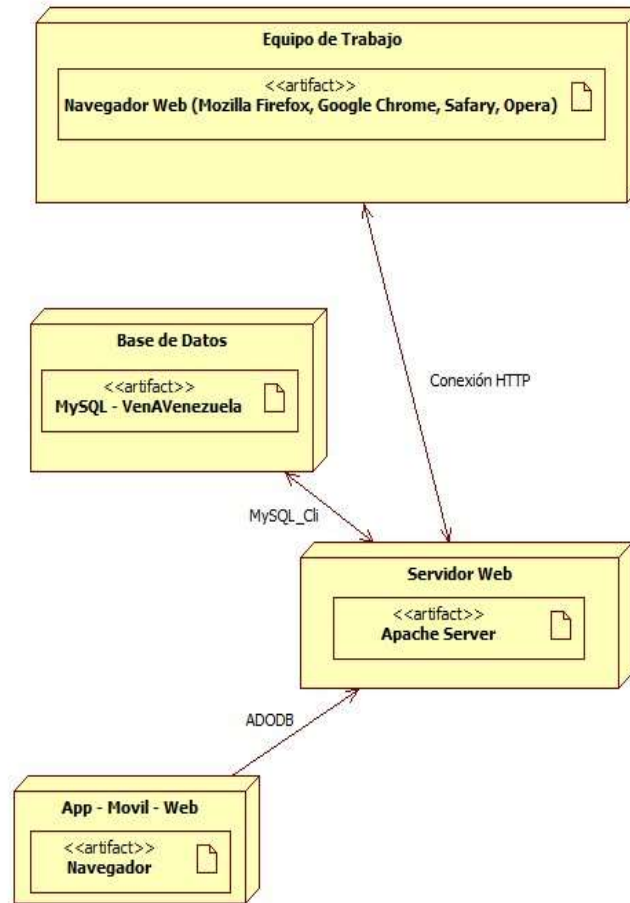 Equipo de Trabajo
<<artifact>>
Navegador Web (Mozilla Firefox, Google Chrome, Safary, Opera)
Base de Datos
<<artifact>>
MySQL - VenAVenezuela
Conexión HTTP
MySQL_Cli
Servidor Web
<<artifact>>
Apache Server
ADODB
App - Movil - Web
<<artifact>>
Navegador